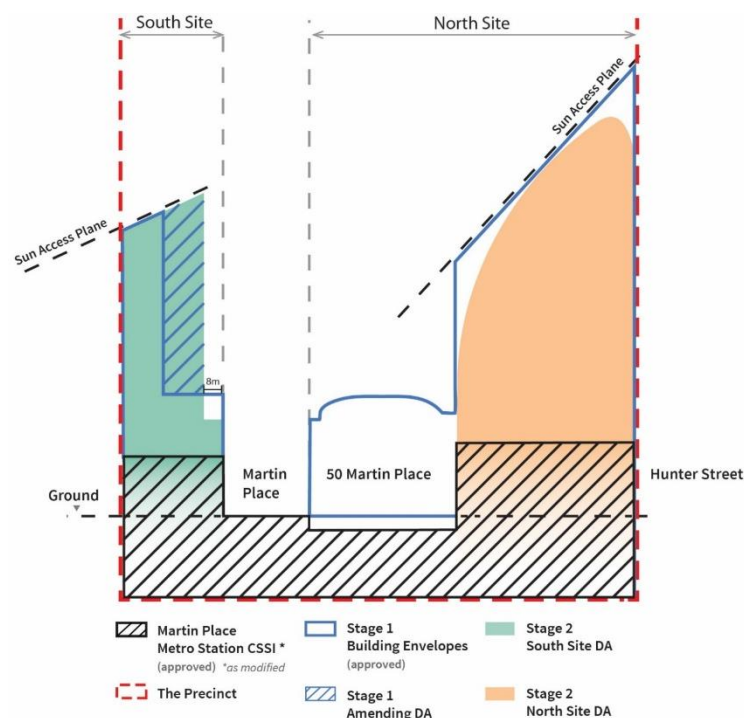 South Site
North Site
Sun Access Plane
Sun Access Plane
8m
Martin
Place
50 Martin Place
Hunter Street
Ground
Martin Place
Metro Station CSSI *
(approved) *as modified
Stage 1
Building Envelopes
(approved)
Stage 2
South Site DA
The Precinct
Stage 1
Amending DA
Stage 2
North Site DA